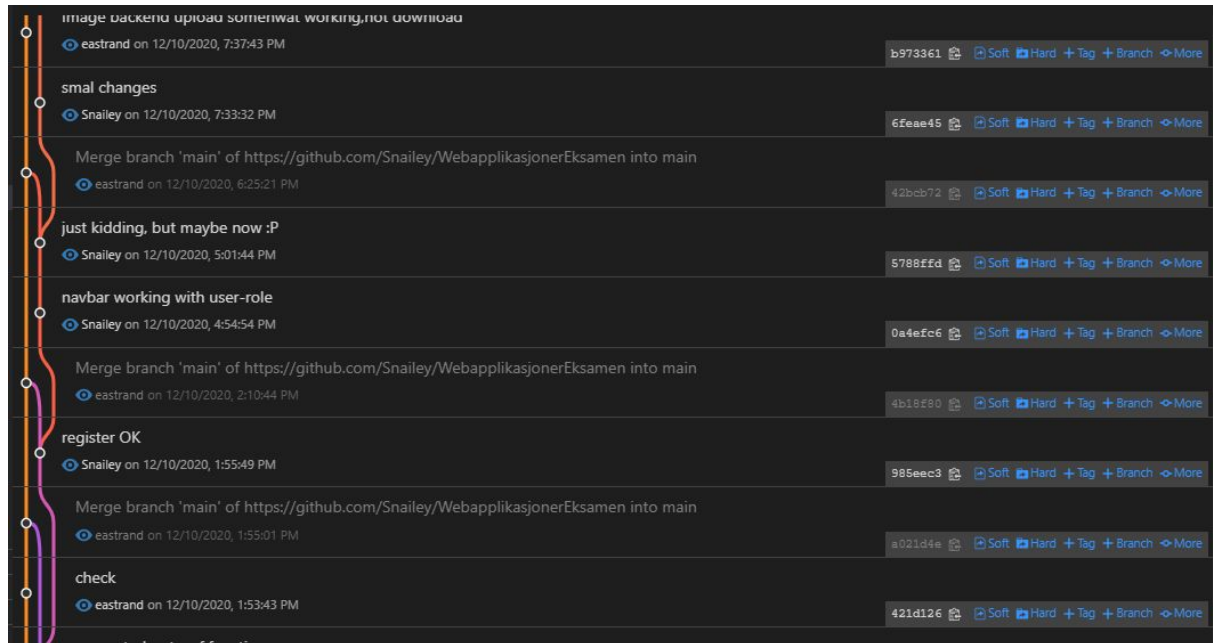 image backend upload somehwat working,not download
eastrand on 12/10/2020, 7:37:43 PM
b973361 Soft Hard + Tag + Branch More
smal changes
Snailey on 12/10/2020, 7:33:32 PM
6feae45 Soft Hard + Tag + Branch More
Merge branch 'main' of https://github.com/Snailey/WebapplikasjonerEksamen into main
eastrand on 12/10/2020, 6:25:21 PM
42bcb72 Soft Hard + Tag + Branch More
just kidding, but maybe now :P
Snailey on 12/10/2020, 5:01:44 PM
5788ffd Soft Hard + Tag + Branch More
navbar working with user-role
Snailey on 12/10/2020, 4:54:54 PM
0a4efc6 Soft Hard + Tag + Branch More
Merge branch 'main' of https://github.com/Snailey/WebapplikasjonerEksamen into main
eastrand on 12/10/2020, 2:10:44 PM
4b18f80 Soft Hard + Tag + Branch More
register OK
Snailey on 12/10/2020, 1:55:49 PM
985eec3 Soft Hard + Tag + Branch More
Merge branch 'main' of https://github.com/Snailey/WebapplikasjonerEksamen into main
eastrand on 12/10/2020, 1:55:01 PM
a021d4e Soft Hard + Tag + Branch More
check
eastrand on 12/10/2020, 1:53:43 PM
421d126 Soft Hard + Tag + Branch More